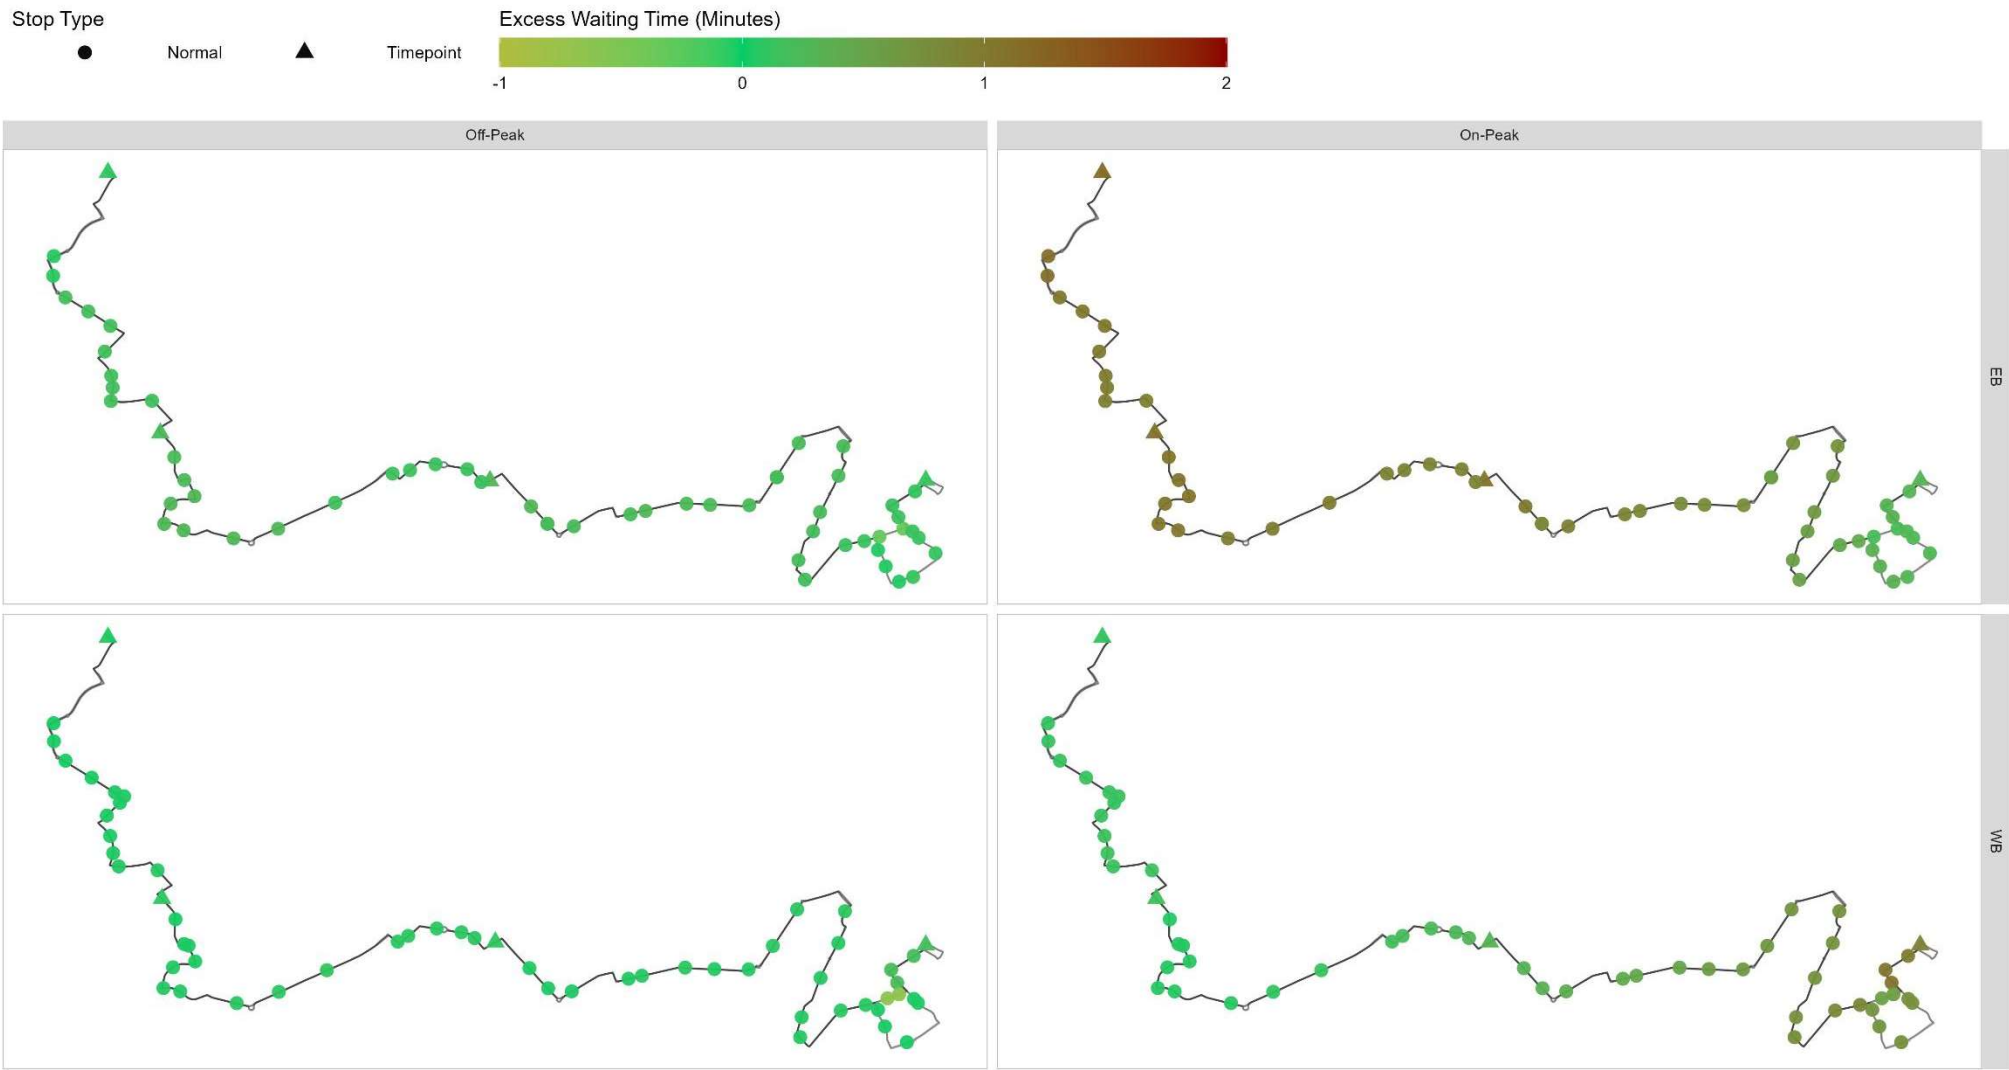 Stop Type
Normal
Timepoint
Excess Waiting Time (Minutes)
-1 0 1 2
Off-Peak
On-Peak
EB
WB